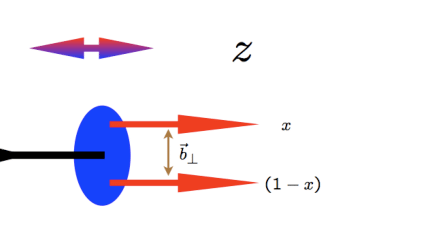 z
x
b⃗⊥
(1 − x)